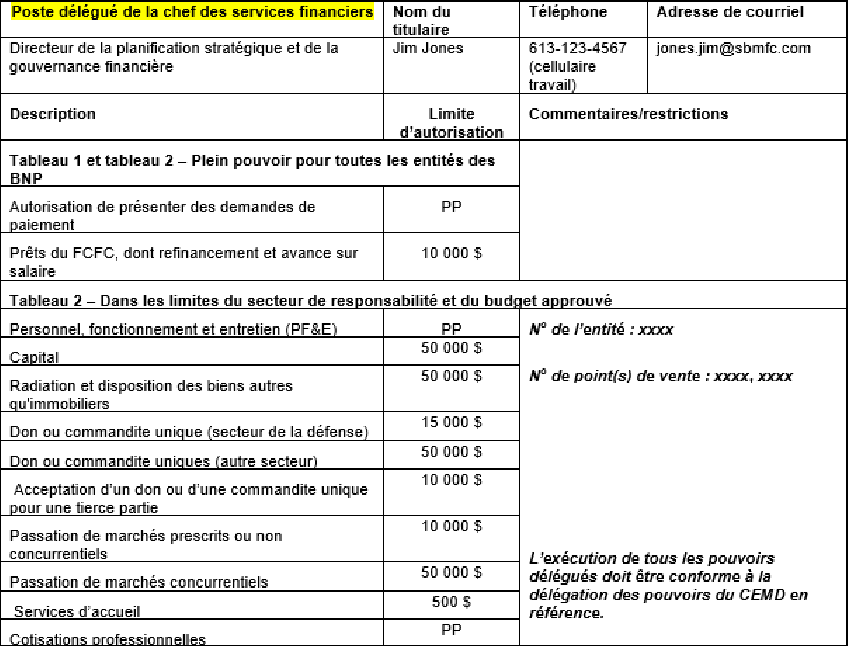 Poste délégué de la chef des services financiers
Nom du
titulaire
Téléphone
Adresse de courriel
Directeur de la planification stratégique et de la
gouvernance financière
Jim Jones
613-123-4567
(cellulaire
travail)
jones.jim@sbmfc.com
Description
Limite
d'autorisation
Commentaires/restrictions
Tableau 1 et tableau 2 – Plein pouvoir pour toutes les entités des
BNP
Autorisation de présenter des demandes de
paiement
PP
Prêts du FCFC, dont refinancement et avance sur
salaire
10 000 $
Tableau 2 – Dans les limites du secteur de responsabilité et du budget approuvé
Personnel, fonctionnement et entretien (PF&E)
PP
N° de l'entité : xxxx
Capital
50 000 $
Radiation et disposition des biens autres
qu'immobiliers
50 000 $
N° de point(s) de vente : xxxx, xxxx
Don ou commandite unique (secteur de la défense)
15 000 $
Don ou commandite uniques (autre secteur)
50 000 $
Acceptation d'un don ou d'une commandite unique
pour une tierce partie
10 000 $
Passation de marchés prescrits ou non
concurrentiels
10 000 $
Passation de marchés concurrentiels
50 000 $
Services d'accueil
500 $
Cotisations professionnelles
PP
L'exécution de tous les pouvoirs
délégués doit être conforme à la
délégation des pouvoirs du CEMD en
référence.